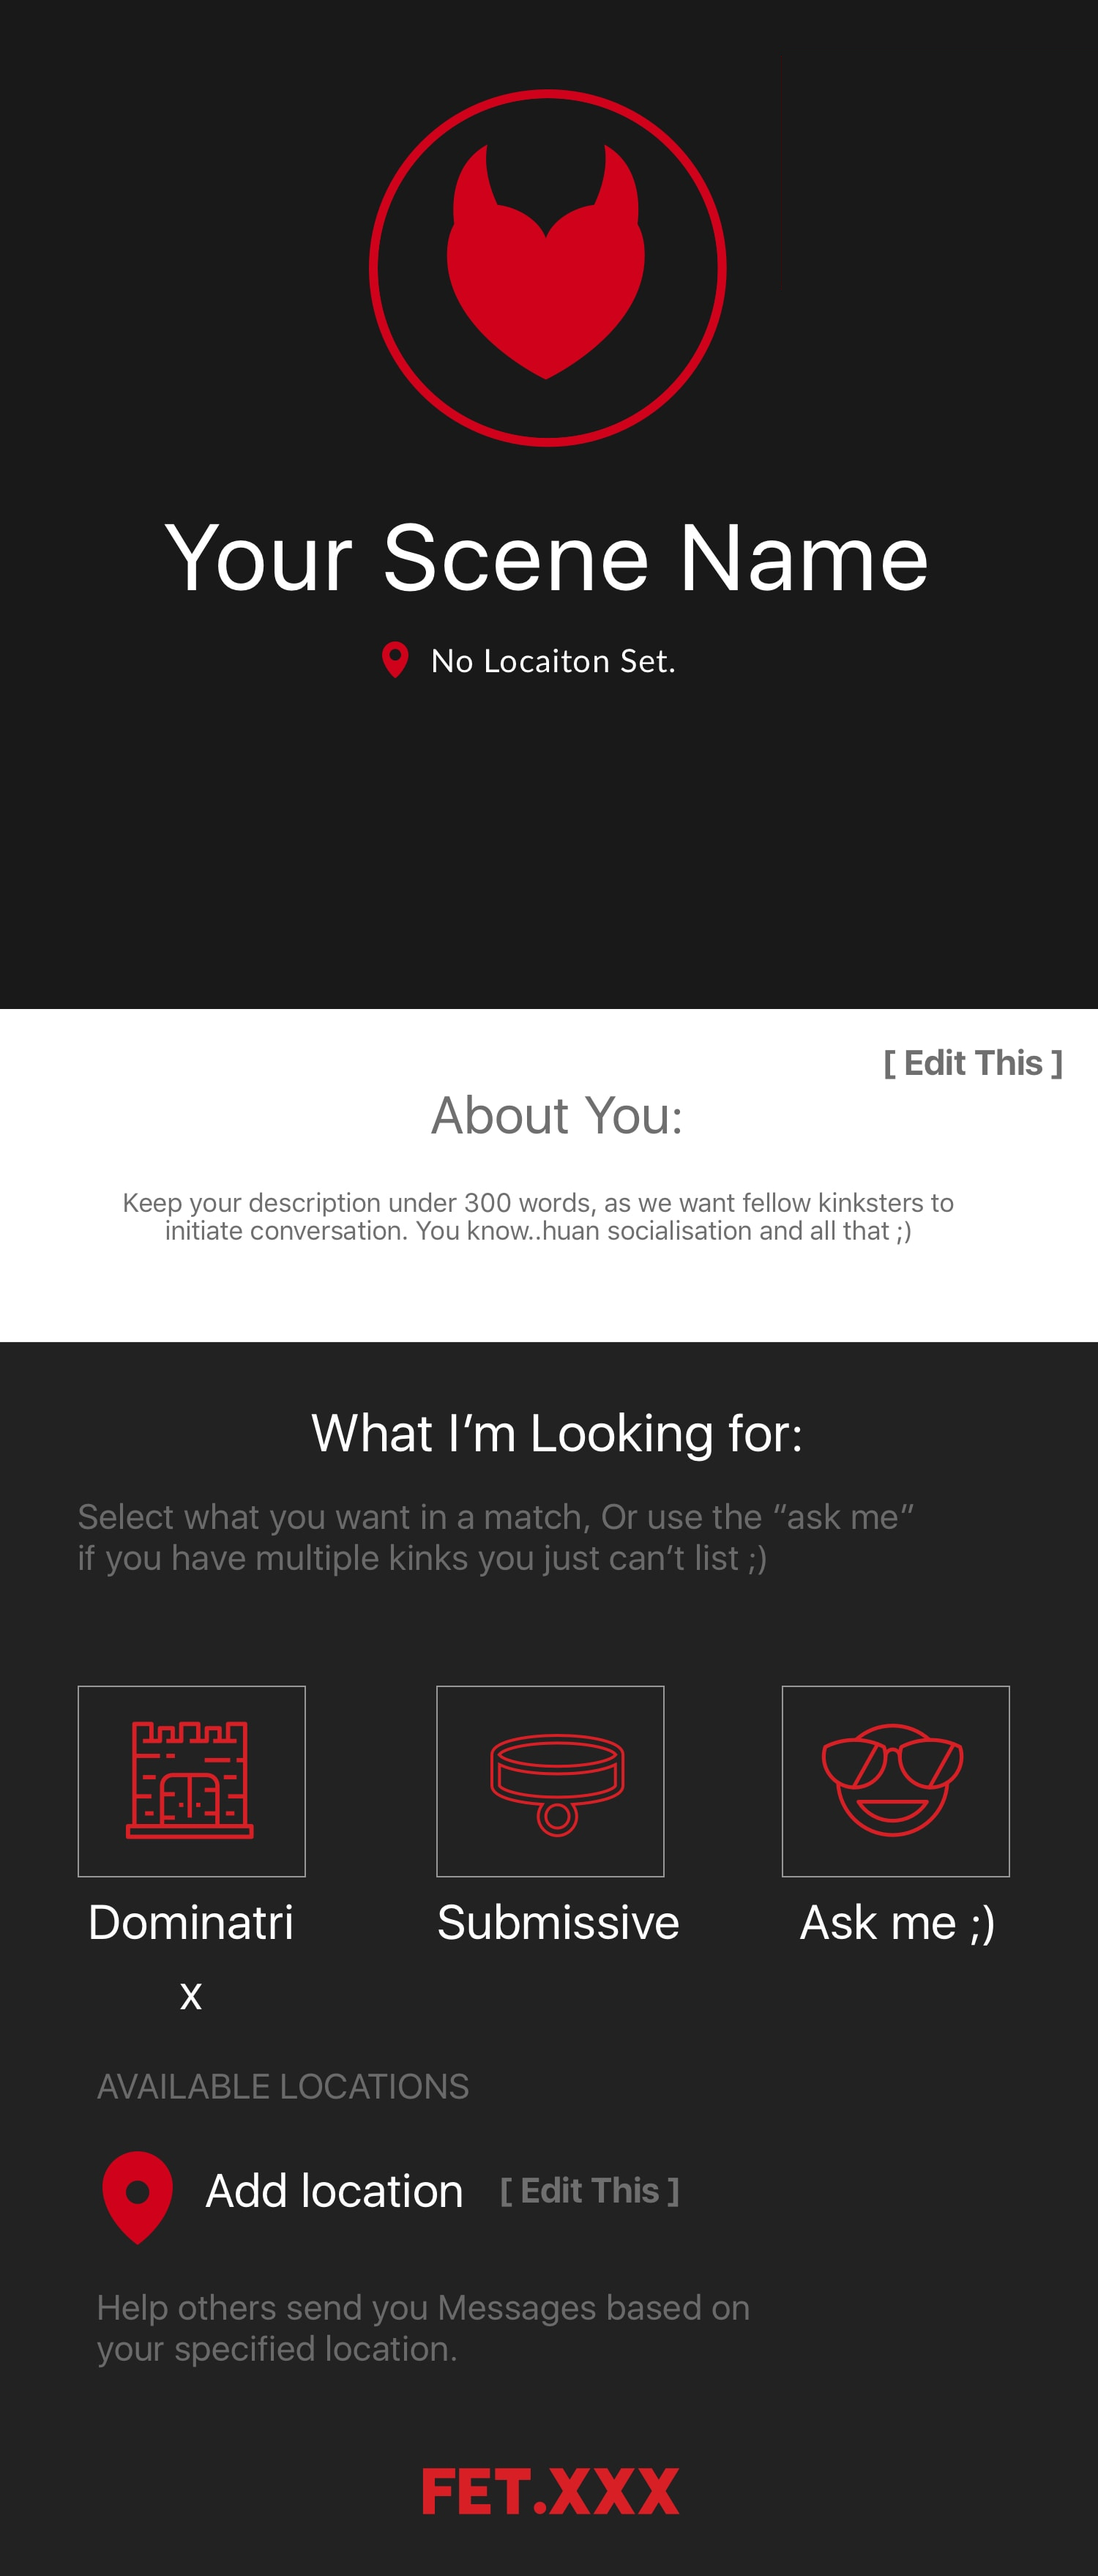 Your Scene Name
No Locaiton Set.
[ Edit This ]
About You:
Keep your description under 300 words, as we want fellow kinksters to
initiate conversation. You know..huan socialisation and all that ;)
What I’m Looking for:
Select what you want in a match, Or use the “ask me”
if you have multiple kinks you just can’t list ;)
Dominatri
x
Submissive
Ask me ;)
AVAILABLE LOCATIONS
Add location [ Edit This ]
Help others send you Messages based on
your specified location.
FET.XXX